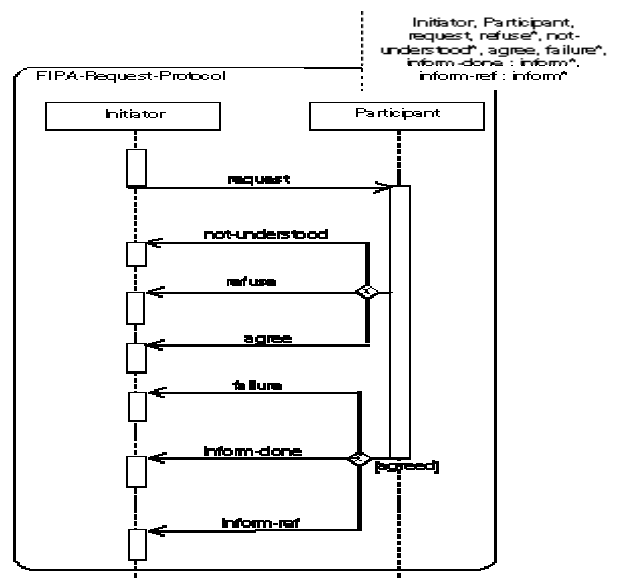 Initiator, Participant,
request, refuse*, not-
understood*, agree, failure*,
inform-done : inform*,
inform-ref : inform*
FIPA-Request-Protocol
Initiator
Participant
request
not-understood
refuse
agree
failure
inform-done
[agreed]
inform-ref